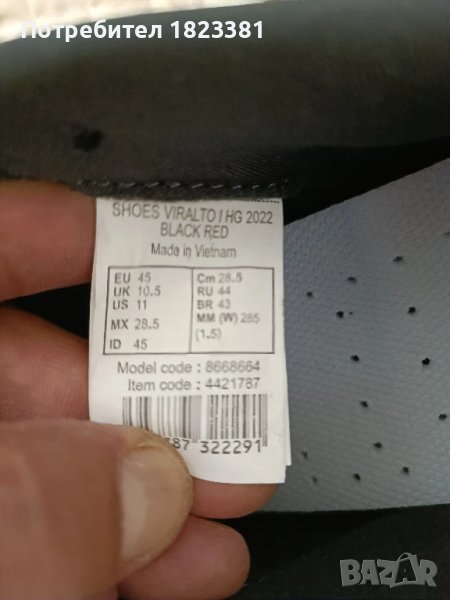 Потребител 1823381
SHOES VIRALTO I HG 2022
BLACK RED
Made in Vietnam
EU 45
UK 10.5
US 11
MX 28.5
ID 45
Cm 28.5
RU 44
BR 43
MM (W) 285
(1.5)
Model code : 8668664
Item code : 4421787
387 322291
BAZAR